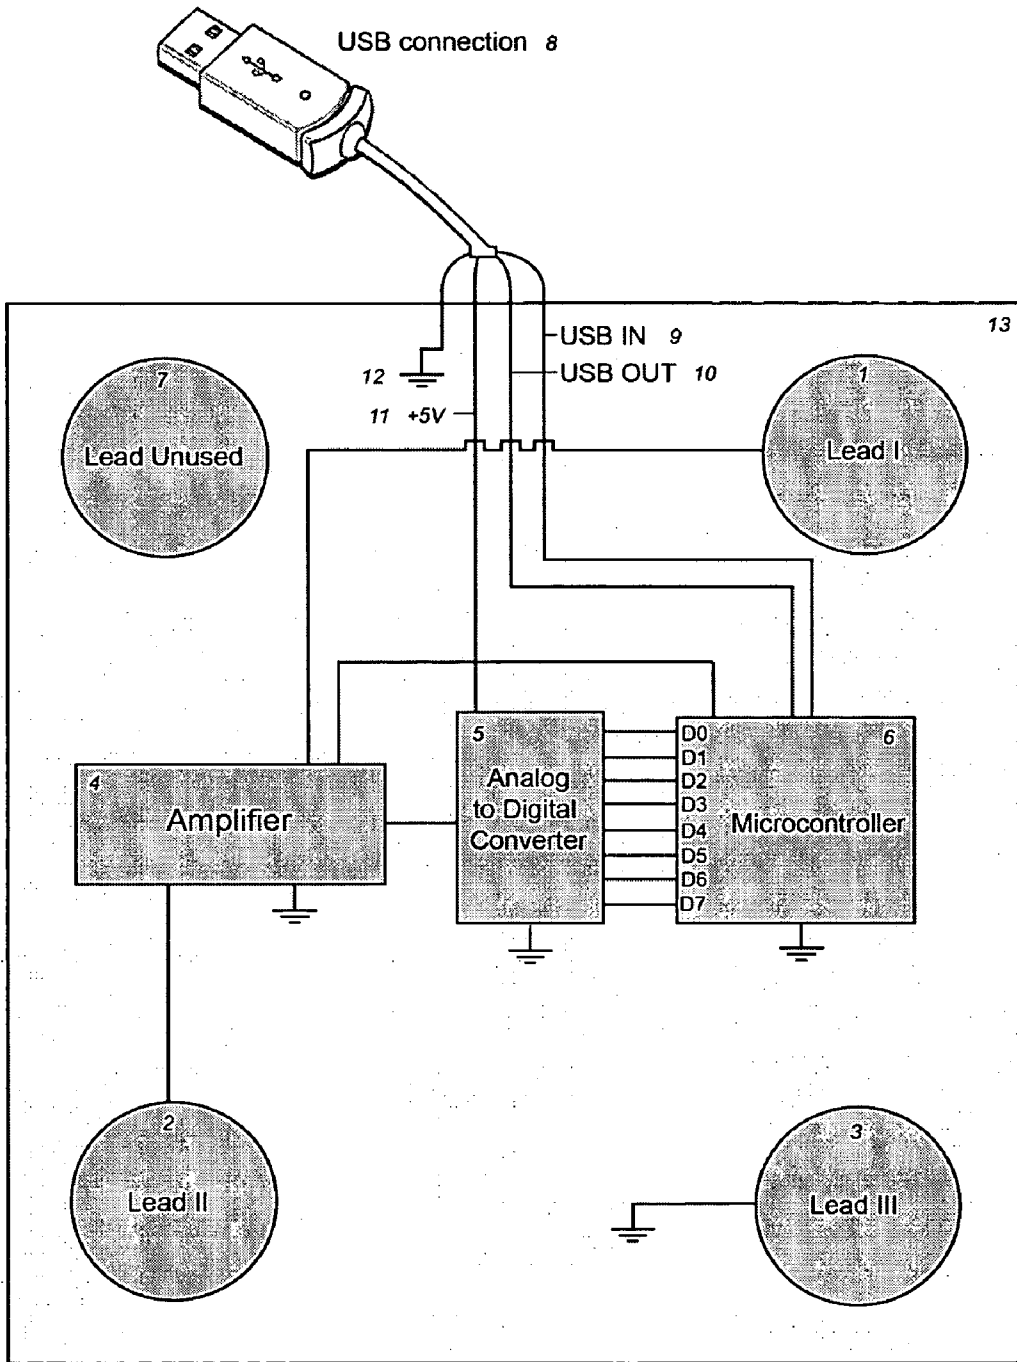 USB connection 8
13
USB IN 9
12
USB OUT 10
7
1
11 +5V
Lead Unused
Lead I
5
D0
6
D1
4
Analog
D2
to Digital
D3
Amplifier
Converter
D4
Microcontroller
D5
D6
D7
2
3
Lead II
Lead III